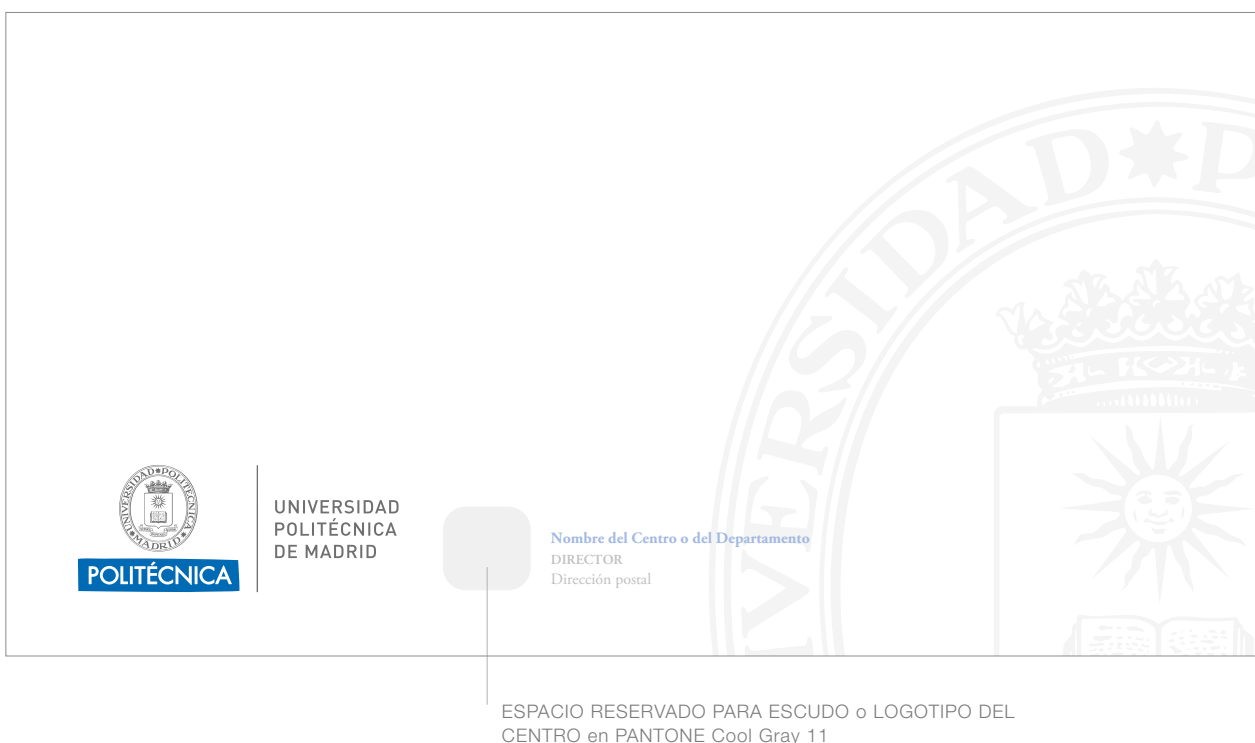 UNIVERSIDAD POLITÉCNICA MADRID
POLITÉCNICA
UNIVERSIDAD
POLITÉCNICA
DE MADRID
Nombre del Centro o del Departamento
DIRECTOR
Dirección postal
IVERSIDAD P
ESPACIO RESERVADO PARA ESCUDO o LOGOTIPO DEL
CENTRO en PANTONE Cool Gray 11